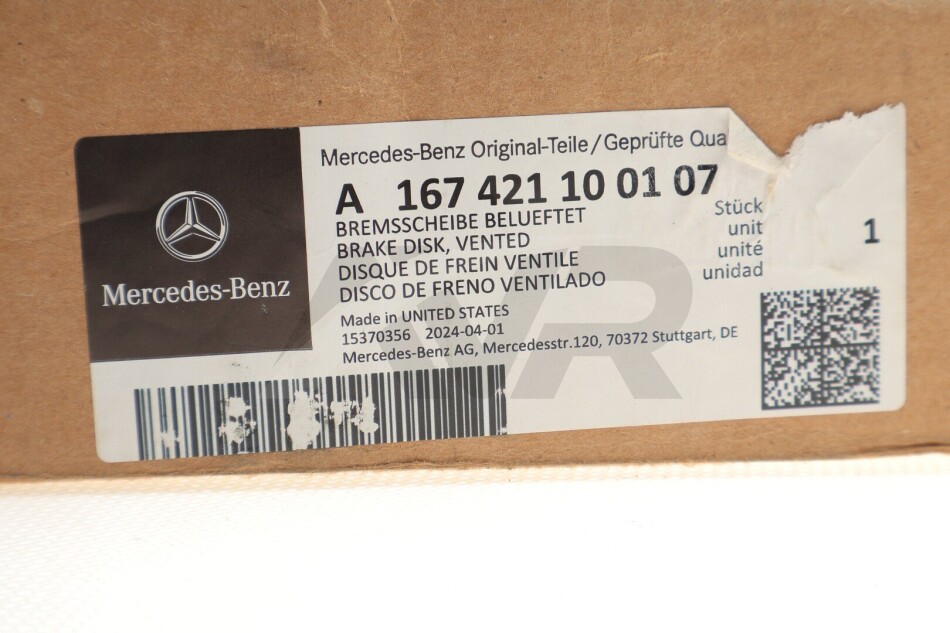 Mercedes-Benz Original-Teile/Geprüfte Qua
A 167 421 10 00 01 07
BREMSSCHEIBE BELUEFTET
BRAKE DISK, VENTED
DISQUE DE FREIN VENTILE
DISCO DE FRENO VENTILADO
Stück
unit
unité
unidad
1
Made in UNITED STATES
15370356 2024-04-01
Mercedes-Benz AG, Mercedesstr.120, 70372 Stuttgart, DE
Mercedes-Benz
AVR